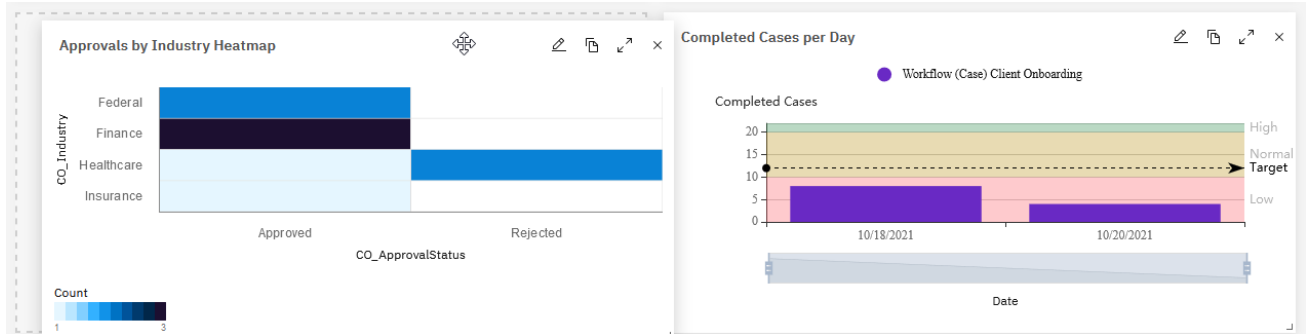 Approvals by Industry Heatmap
CO_Industry
Federal
Finance
Healthcare
Insurance
Approved
Rejected
CO_ApprovalStatus
Count
1
3
Completed Cases per Day
Workflow (Case) Client Onboarding
Completed Cases
20
15
10
5
0
High
Normal
Target
Low
10/18/2021
10/20/2021
Date